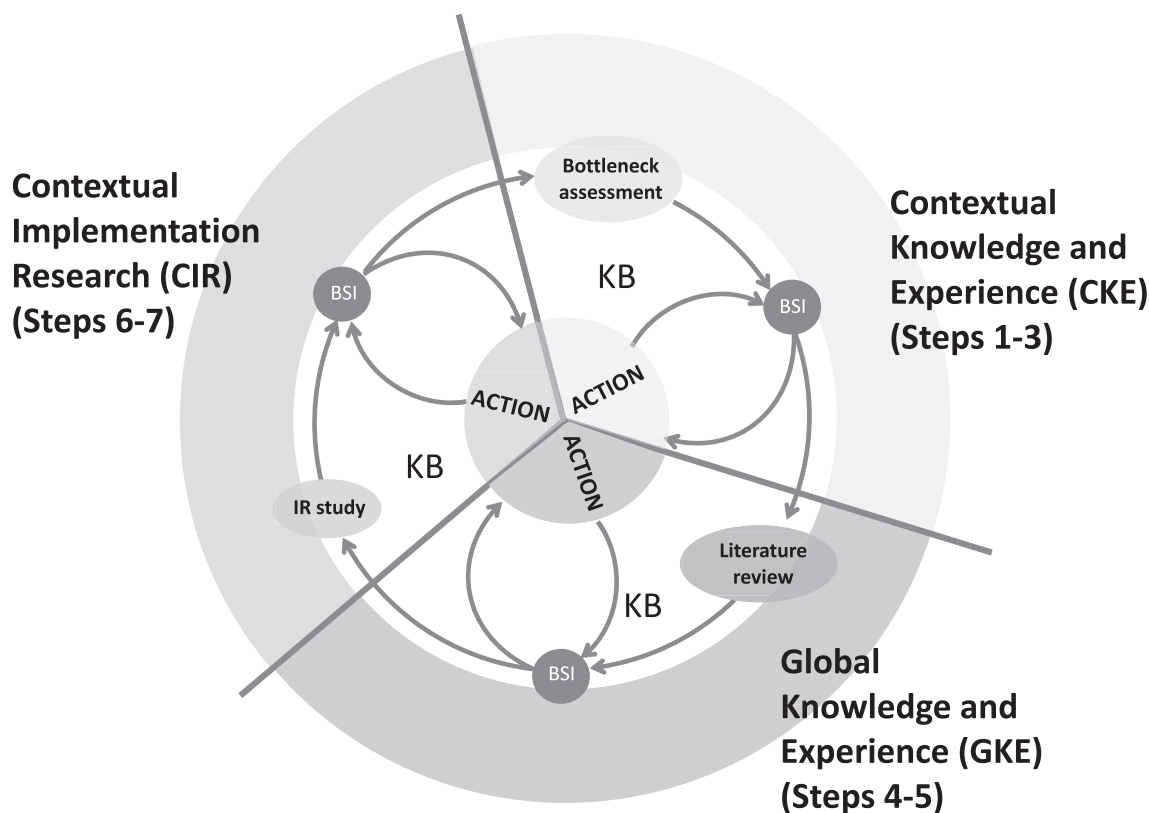 Contextual
Implementation
Research (CIR)
(Steps 6-7)
Bottleneck
assessment
Contextual
Knowledge and
Experience (CKE)
(Steps 1-3)
KB
BSI
BSI
ACTION
ACTION
ACTION
KB
IR study
Literature
review
KB
BSI
Global
Knowledge and
Experience (GKE)
(Steps 4-5)